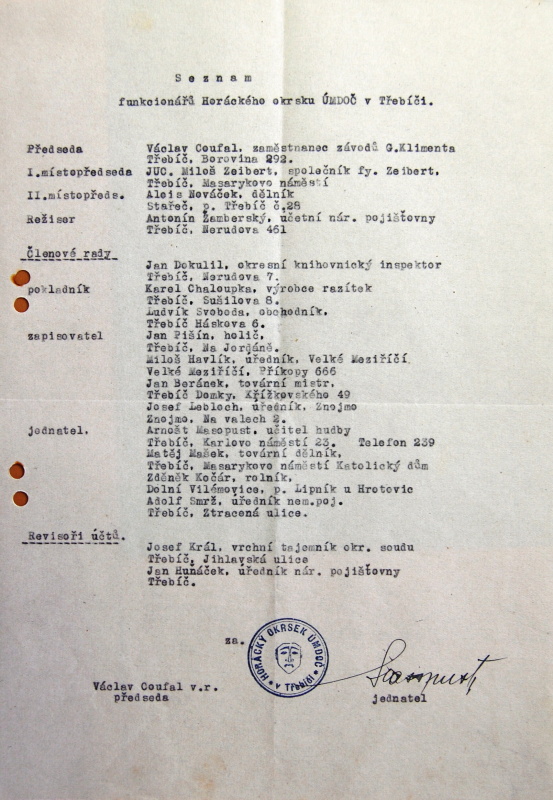 S e z n a m
funkcionářů Horáckého okrsku ÚMDOČ v Třebíči.
Předseda Václav Coufal, zaměstnanec závodů G.Klimenta
Třebíč, Borovina 292.
I.místopředseda JUC. Miloš Zeibert, společník fy. Zeibert,
Třebíč, Masarykovo náměstí
II.místopředs. Alois Nováček, dělník
Stařeč, p. Třebíč č.28
Režiser Antonín Žamberský, účetní nár. pojišťovny
Třebíč, Nerudova 461
Členové rady
Jan Dokulil, okresní knihovnický inspektor
Třebíč, Nerudova 7.
pokladník Karel Chaloupka, výrobce razítek
Třebíč, Sušilova 8.
Ludvík Svoboda, obchodník.
Třebíč Háskova 6.
zapisovatel Jan Pišín, holič,
Třebíč, Na Jordáně.
Miloš Havlík, úředník, Velké Meziříčí
Velké Meziříčí, Příkopy 666
Jan Beránek, tovární mistr,
Třebíč Domky, Křížkovského 49
Josef Lebloch, úředník, Znojmo
Znojmo, Na valech 2.
jednatel. Arnošt Masopust, učitel hudby
Třebíč, Karlovo náměstí 23. Telefon 239
Matěj Mašek, tovární dělník,
Třebíč, Masarykovo náměstí Katolický dům
Zděněk Kočár, rolník,
Dolní Vilémovice, p. Lipník u Hrotovic
Adolf Smrž, úředník nem.poj.
Třebíč, Ztracená ulice.
Revisoři účtů.
Josef Král, vrchní tajemník okr. soudu
Třebíč, Jihlavská ulice
Jan Huňáček, úředník nár. pojišťovny
Třebíč.
za.
HORÁCKÝ OKRSEK ÚMDOČ
v Třebíči
Masopust
Václav Coufal v.r.
předseda
jednatel